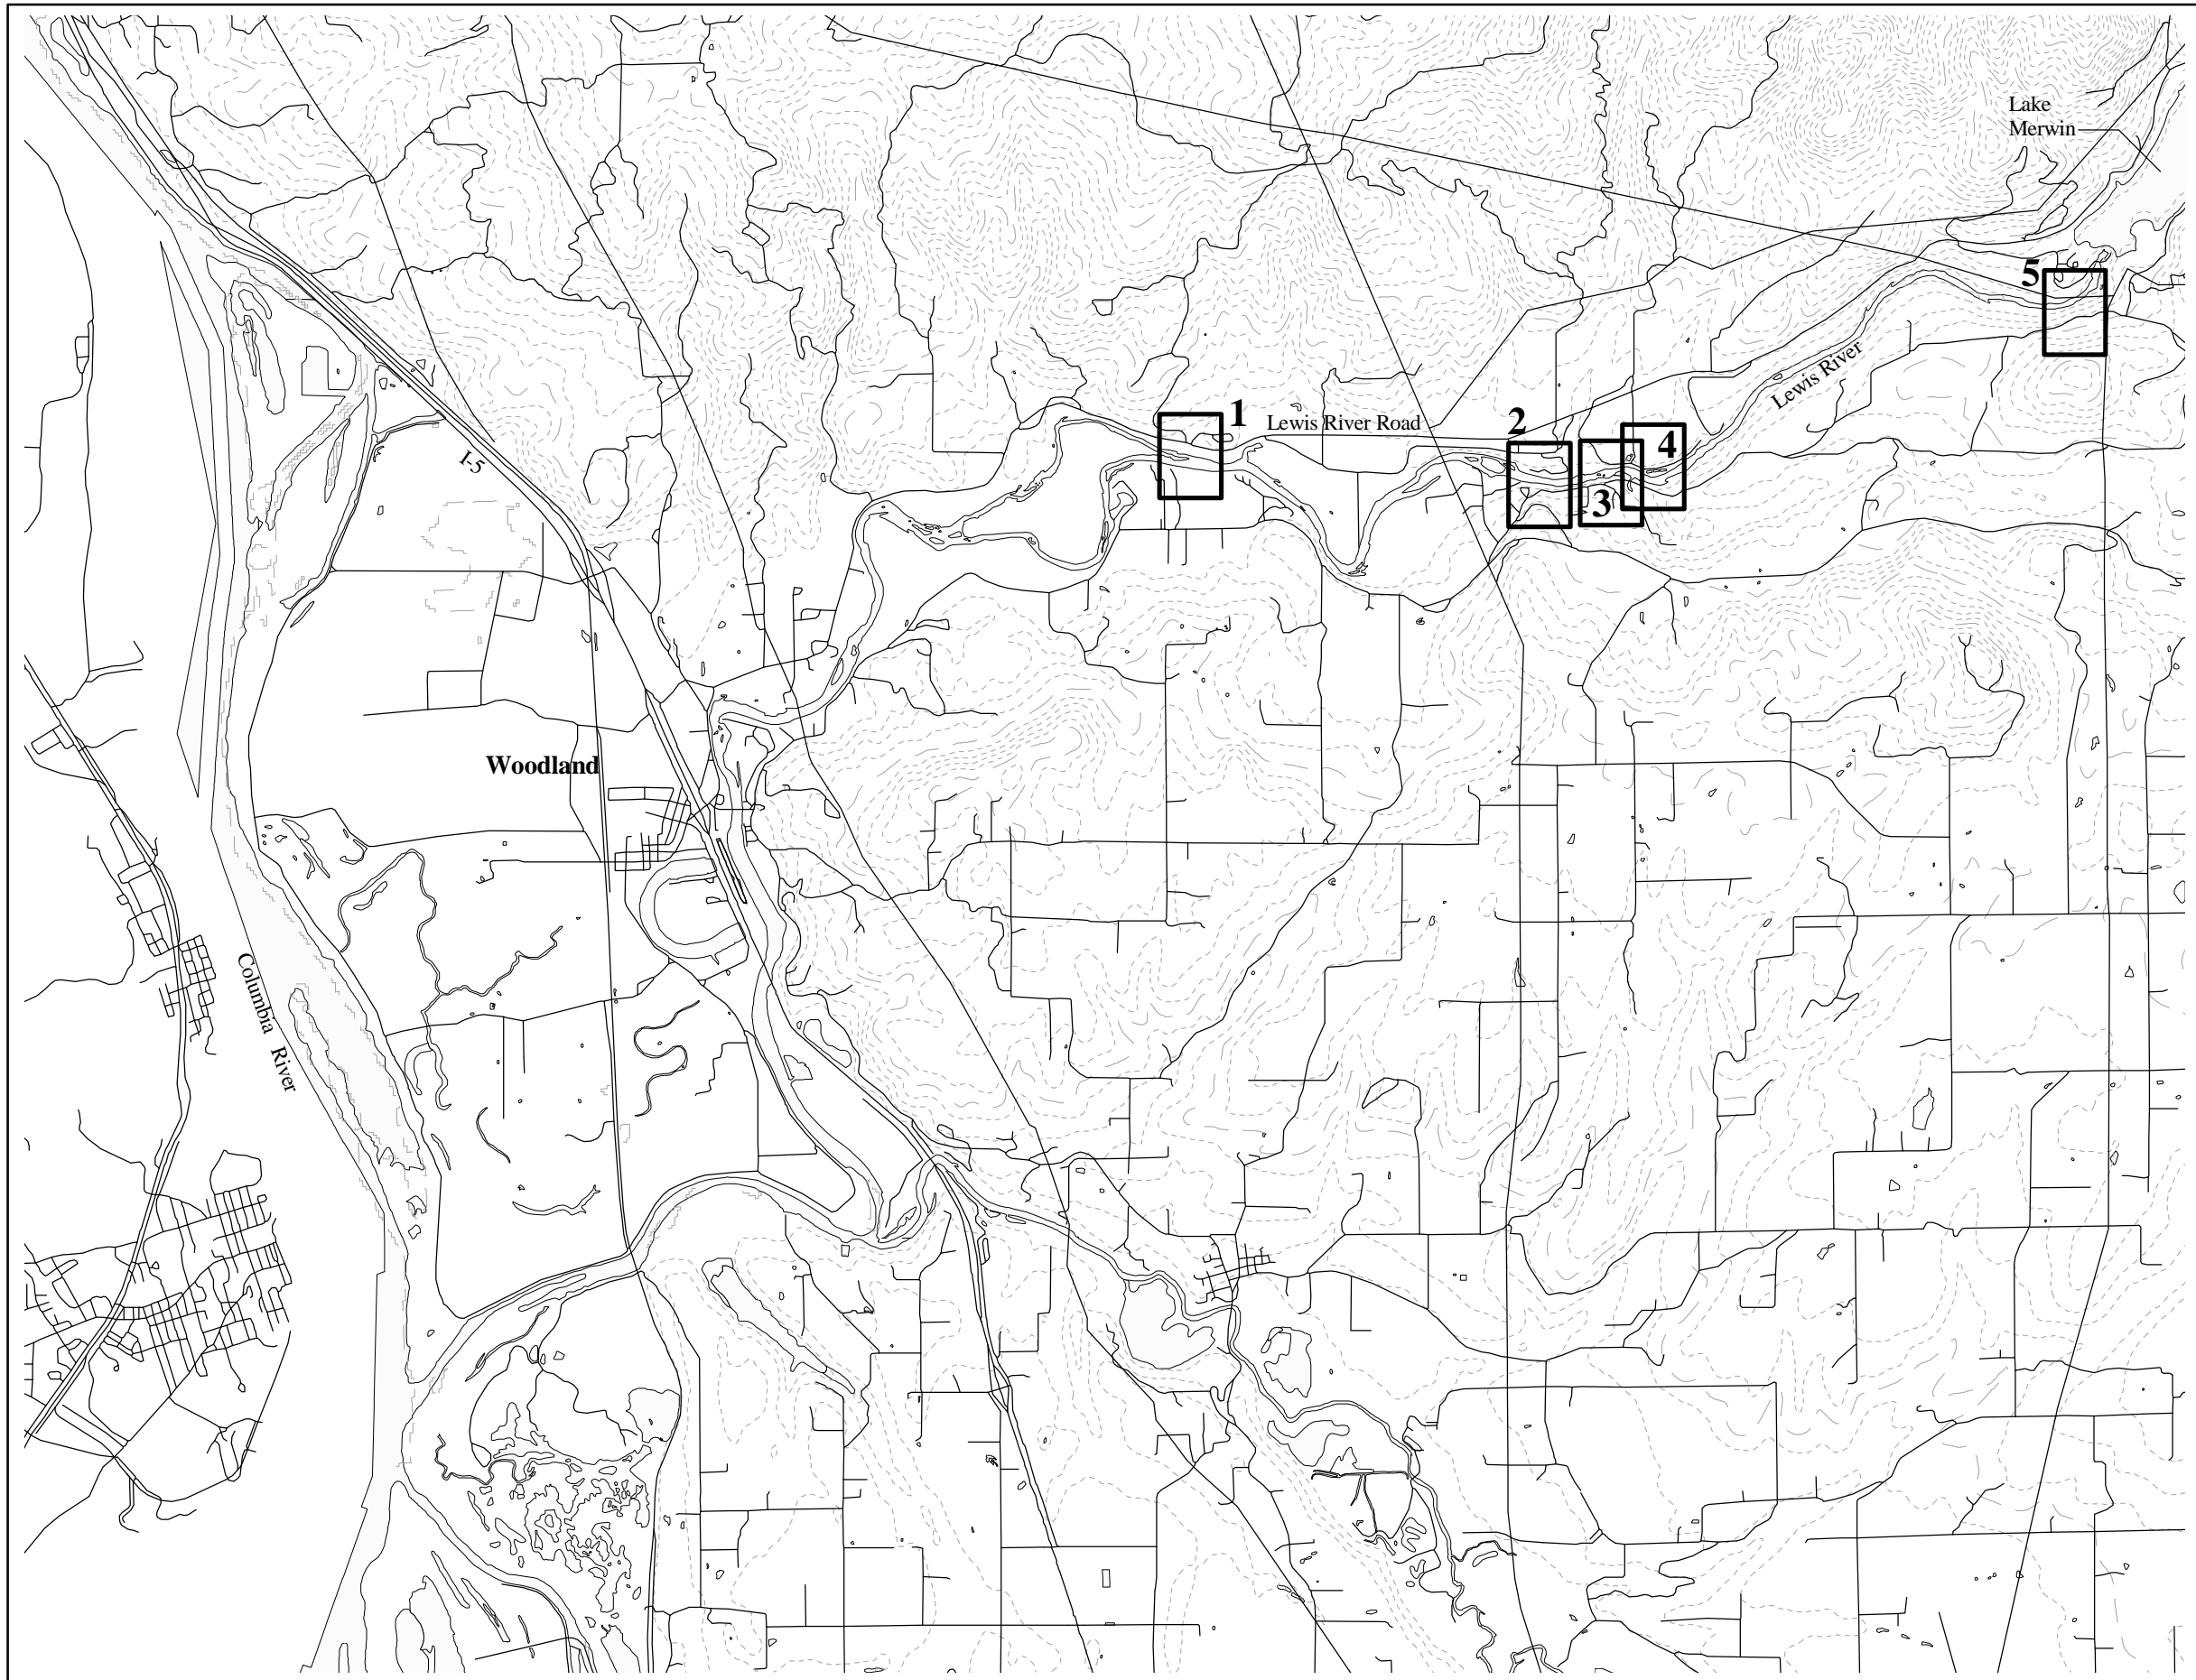 Lake
Merwin
5
1
Lewis River Road
2
4
3
Lewis River
I-5
Woodland
Columbia River